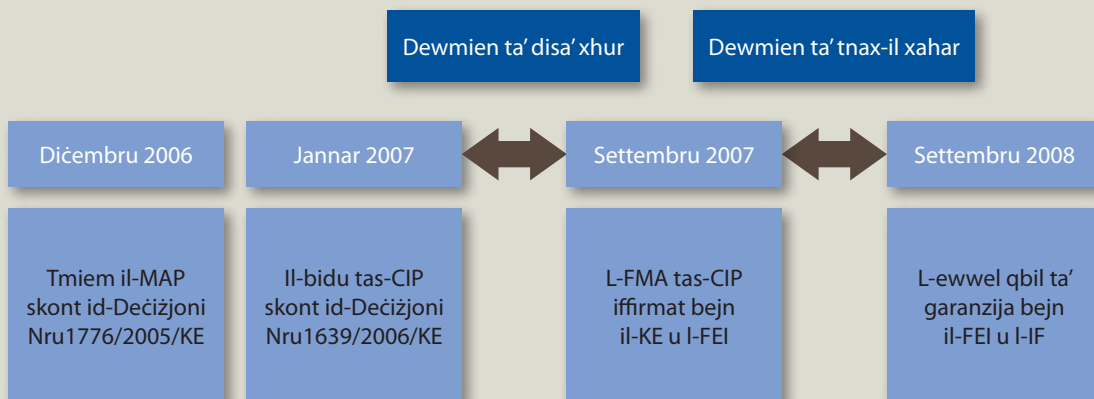 Dewmien ta’ disa’ xhur
Dewmien ta’ tnax-il xahar
Diċembru 2006
Jannar 2007
Settembru 2007
Settembru 2008
Tmiem il-MAP
skont id-Deċiżjoni
Nru1776/2005/KE
Il-bidu tas-CIP
skont id-Deċiżjoni
Nru1639/2006/KE
L-FMA tas-CIP
iffirmat bejn
il-KE u l-FEI
L-ewwel qbil ta’
garanzija bejn
il-FEI u l-IF